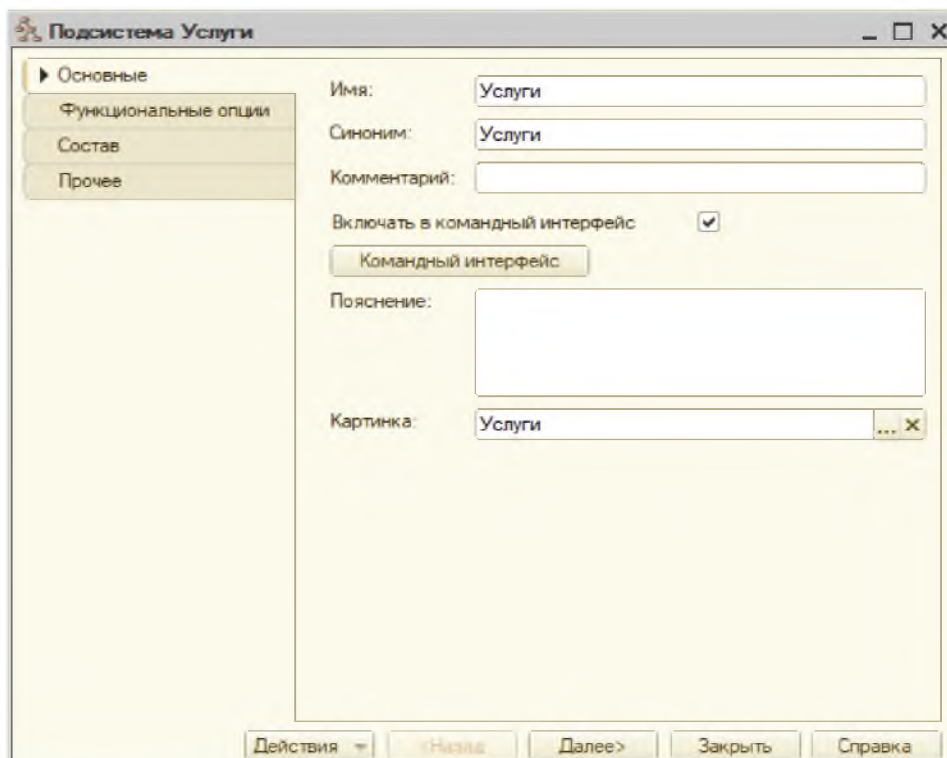 Подсистема Услуги
Основные
Функциональные опции
Состав
Прочее
Имя: Услуги
Синоним: Услуги
Комментарий:
Включать в командный интерфейс
Командный интерфейс
Пояснение:
Картинка: Услуги ...
Действия <Назад Далее> Закрыть Справка